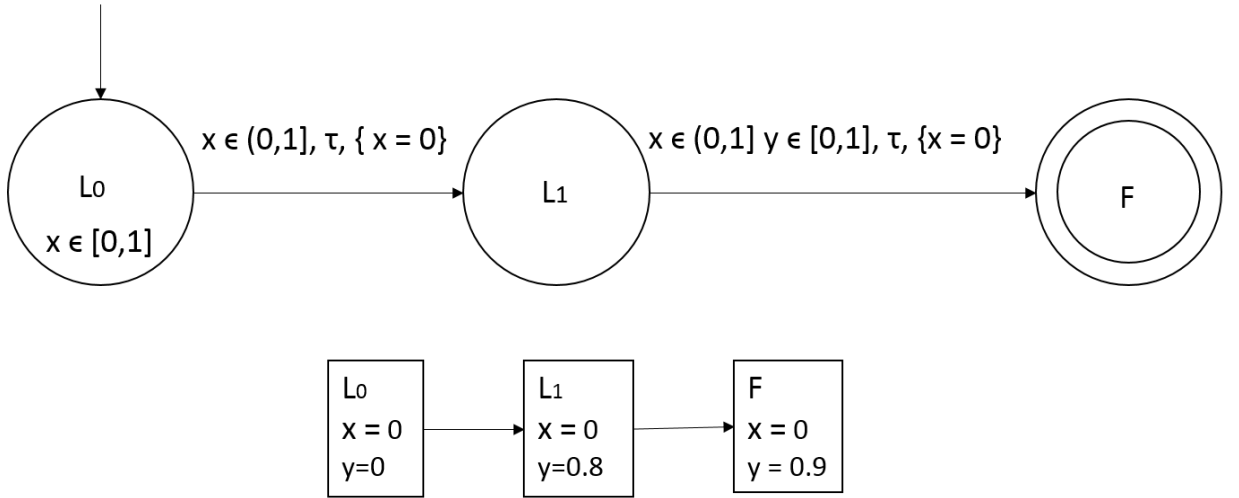 x ϵ (0,1], τ, { x = 0}
x ϵ (0,1] y ϵ [0,1], τ, {x = 0}
L0
x ϵ [0,1]
L1
F
L0
x = 0
y=0
L1
x = 0
y=0.8
F
x = 0
y = 0.9